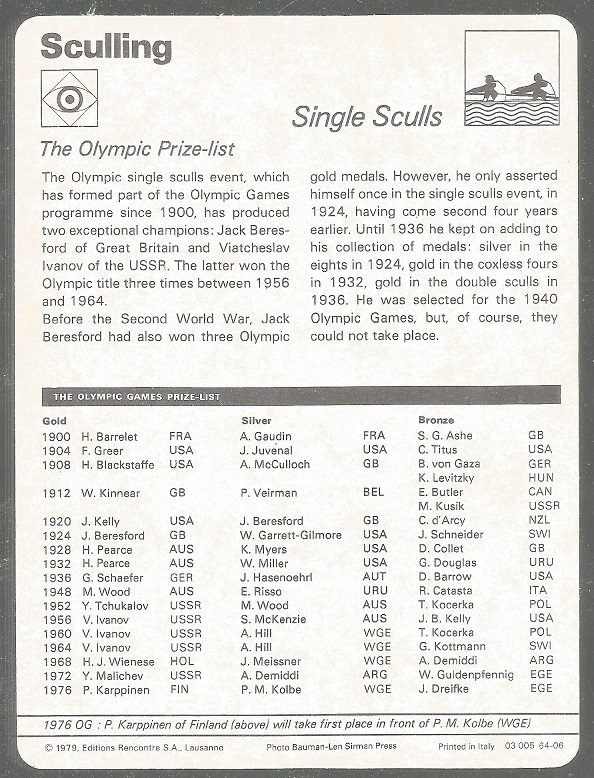 Sculling
Single Sculls
The Olympic Prize-list
The Olympic single sculls event, which
has formed part of the Olympic Games
programme since 1900, has produced
two exceptional champions: Jack Beres-
ford of Great Britain and Viatcheslav
Ivanov of the USSR. The latter won the
Olympic title three times between 1956
and 1964.
Before the Second World War, Jack
Beresford had also won three Olympic
gold medals. However, he only asserted
himself once in the single sculls event, in
1924, having come second four years
earlier. Until 1936 he kept on adding to
his collection of medals: silver in the
eights in 1924, gold in the coxless fours
in 1932, gold in the double sculls in
1936. He was selected for the 1940
Olympic Games, but, of course, they
could not take place.
THE OLYMPIC GAMES PRIZE-LIST
Gold Silver Bronze
1900 H. Barrelet FRA A. Gaudin FRA S. G. Ashe GB
1904 F. Greer USA J. Juvenal USA C. Titus USA
1908 H. Blackstaffe USA A. McCulloch GB B. von Gaza GER
K. Levitzky HUN
1912 W. Kinnear GB P. Veirman BEL E. Butler CAN
M. Kusik USSR
1920 J. Kelly USA J. Beresford GB C. d'Arcy NZL
1924 J. Beresford GB W. Garrett-Gilmore USA J. Schneider SWI
1928 H. Pearce AUS K. Myers USA D. Collet GB
1932 H. Pearce AUS W. Miller USA G. Douglas URU
1936 G. Schaefer GER J. Hasenoehrl AUT D. Barrow USA
1948 M. Wood AUS E. Risso URU R. Catasta ITA
1952 Y. Tchukalov USSR M. Wood AUS T. Kocerka POL
1956 V. Ivanov USSR S. McKenzie AUS J. B. Kelly USA
1960 V. Ivanov USSR A. Hill WGE T. Kocerka POL
1964 V. Ivanov USSR A. Hill WGE G. Kottmann SWI
1968 H. J. Wienese HOL J. Meissner WGE A. Demiddi ARG
1972 Y. Malichev USSR A. Demiddi ARG W. Guldenpfennig EGE
1976 P. Karppinen FIN P. M. Kolbe WGE J. Dreifke EGE
1976 OG : P. Karppinen of Finland (above) will take first place in front of P. M. Kolbe (WGE)
© 1979, Editions Rencontre S.A., Lausanne Photo Bauman-Len Sirman Press Printed in Italy 03 005 64-06